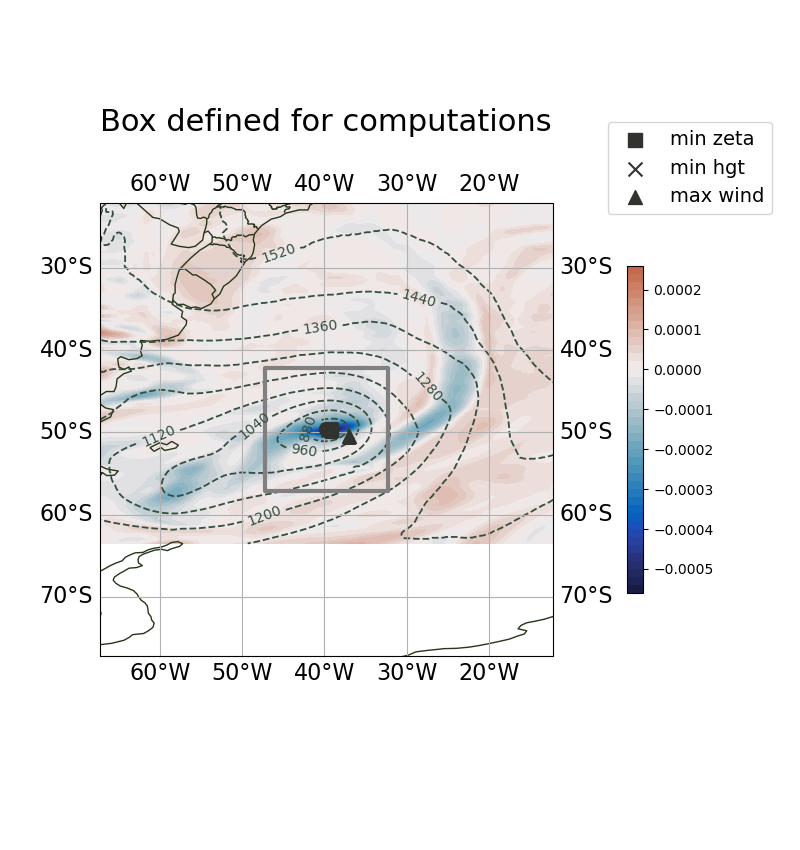 Box defined for computations
min zeta
min hgt
max wind
60°W 50°W 40°W 30°W 20°W
30°S 30°S
40°S 40°S
50°S 50°S
60°S 60°S
70°S 70°S
60°W 50°W 40°W 30°W 20°W
1520
1440
1360
1280
1120
1040
880
960
1200
0.0002
0.0001
0.0000
−0.0001
−0.0002
−0.0003
−0.0004
−0.0005